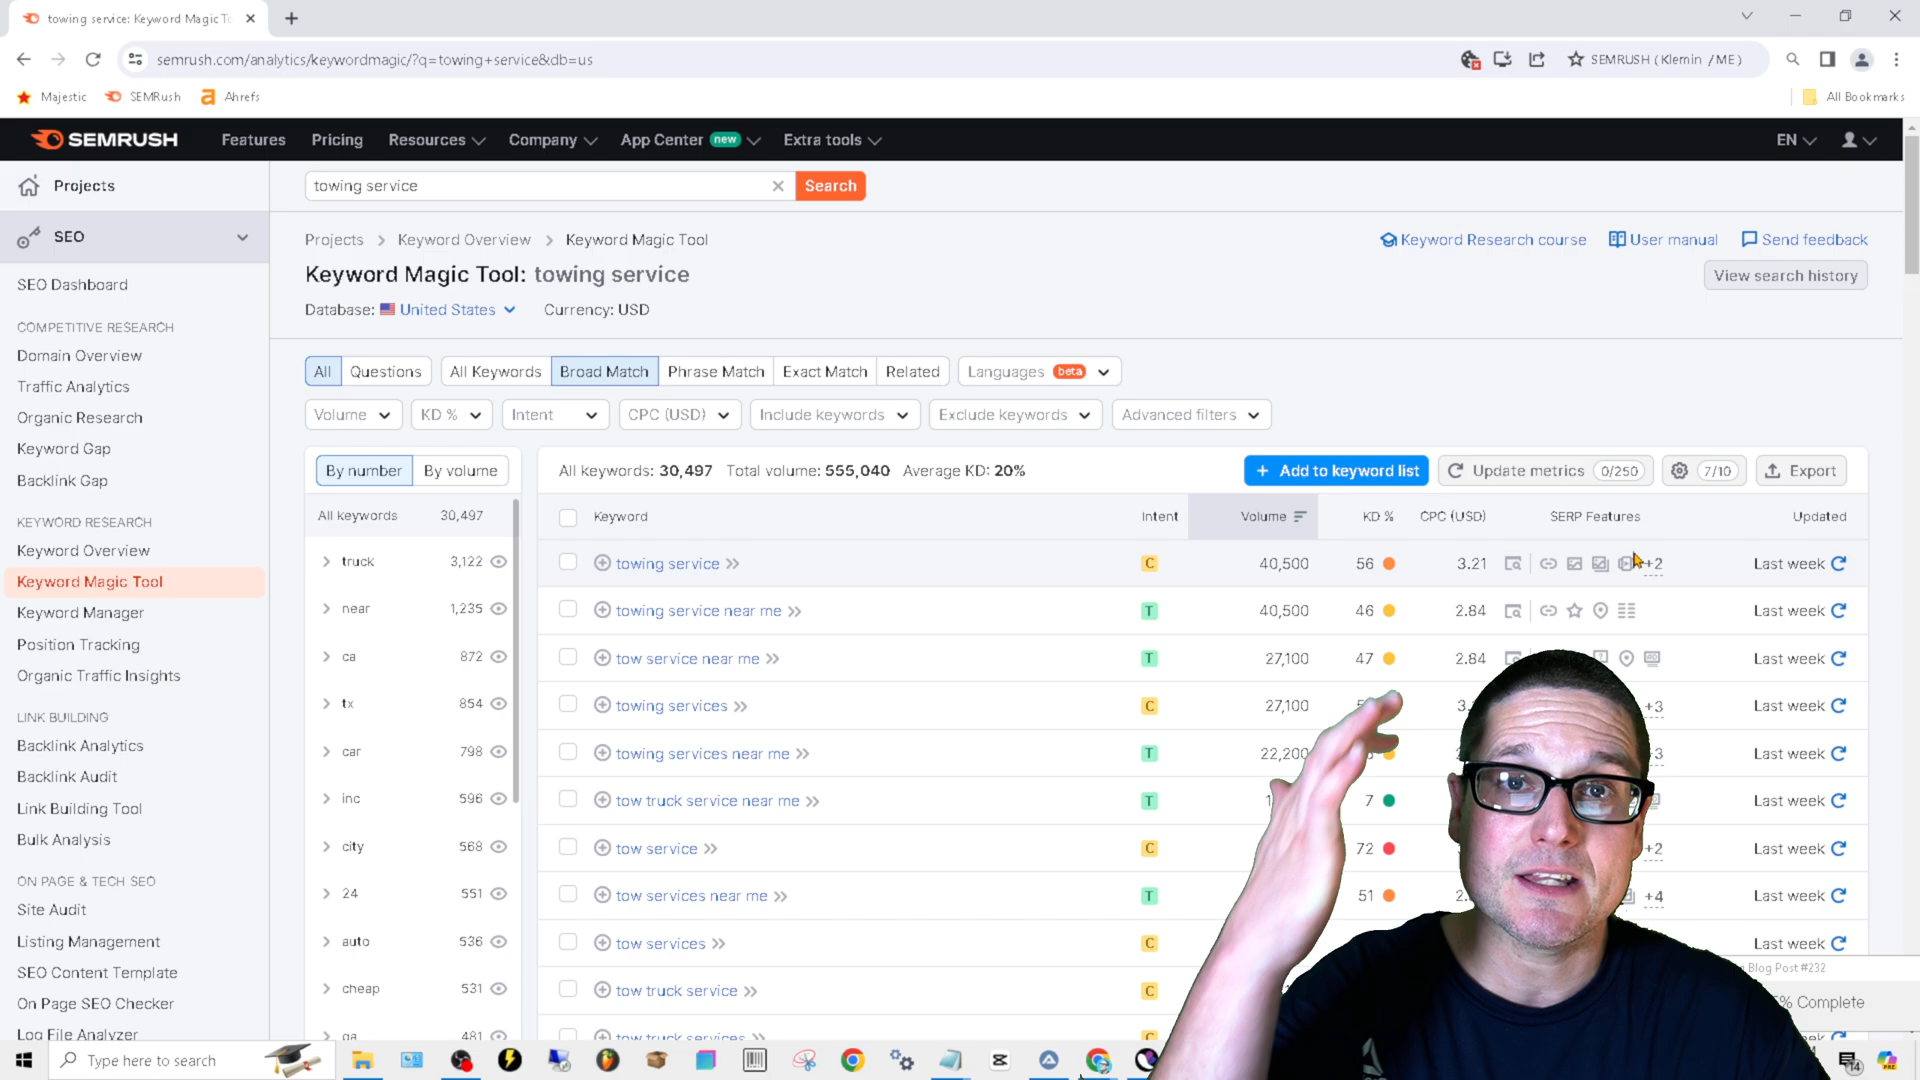 towing service: Keyword Magic To
semrush.com/analytics/keywordmagic/?q=towing+service&db=us
SEMRUSH (Klemin /ME)
Majestic SEMRush Ahrefs
All Bookmarks
SEMRUSH Features Pricing Resources Company App Center new Extra tools EN
Projects
towing service Search
SEO
Projects > Keyword Overview > Keyword Magic Tool
Keyword Research course User manual Send feedback
Keyword Magic Tool: towing service
View search history
Database: United States Currency: USD
SEO Dashboard
COMPETITIVE RESEARCH
Domain Overview
Traffic Analytics
Organic Research
Keyword Gap
Backlink Gap
KEYWORD RESEARCH
Keyword Overview
Keyword Magic Tool
Keyword Manager
Position Tracking
Organic Traffic Insights
LINK BUILDING
Backlink Analytics
Backlink Audit
Link Building Tool
Bulk Analysis
ON PAGE & TECH SEO
Site Audit
Listing Management
SEO Content Template
On Page SEO Checker
Log File Analyzer
All Questions All Keywords Broad Match Phrase Match Exact Match Related Languages beta
Volume KD % Intent CPC (USD) Include keywords Exclude keywords Advanced filters
By number By volume
All keywords 30,497
truck 3,122
near 1,235
ca 872
tx 854
car 798
inc 596
city 568
24 551
auto 536
cheap 531
ga 481
All keywords: 30,497 Total volume: 555,040 Average KD: 20%
+ Add to keyword list Update metrics 0/250 7/10 Export
Keyword Intent Volume KD % CPC (USD) SERP Features Updated
towing service C 40,500 56 3.21 +2 Last week
towing service near me T 40,500 46 2.84 Last week
tow service near me T 27,100 47 2.84 Last week
towing services C 27,100 +3 Last week
towing services near me T 22,200 +3 Last week
tow truck service near me T 7 Last week
tow service C 72 +2 Last week
tow services near me T 51 +4 Last week
tow services C Last week
tow truck service C
tow truck services C
Blog Post #232
% Complete
Type here to search
14
PRE